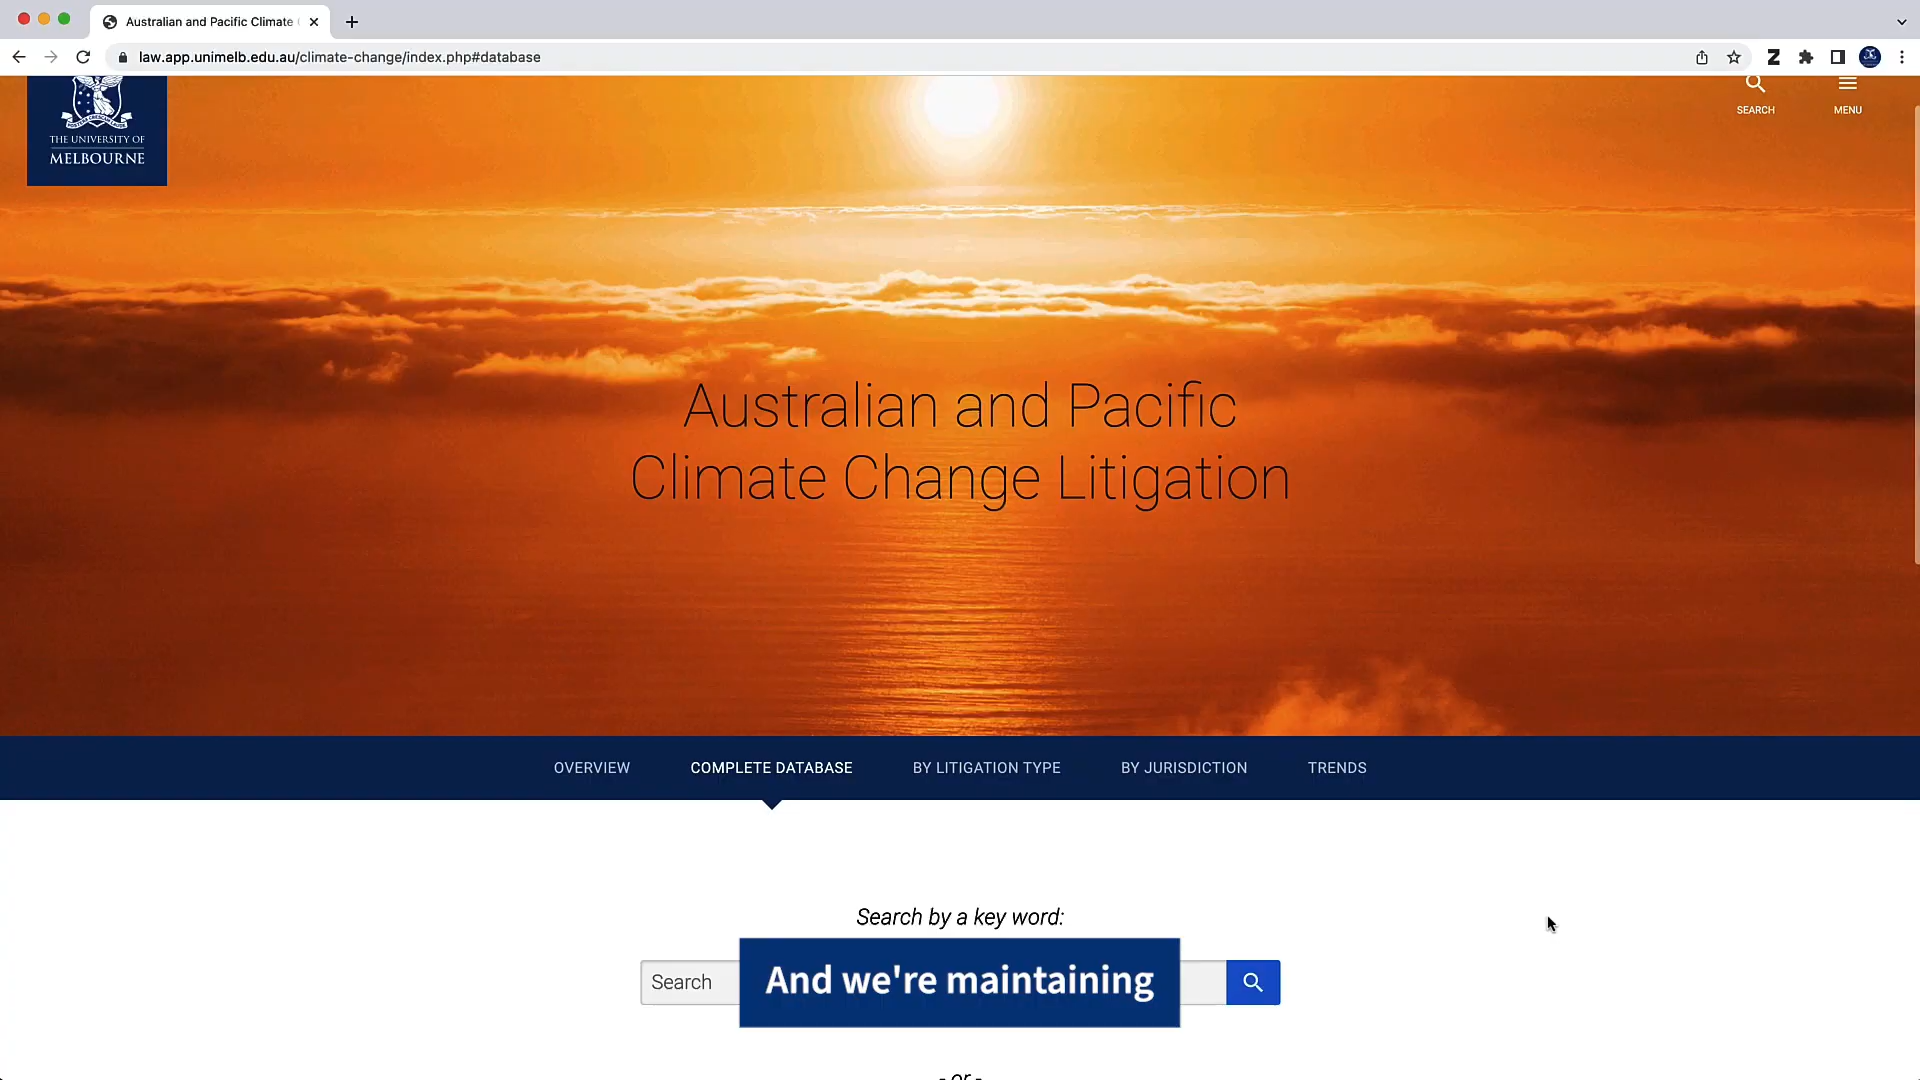 Australian and Pacific Climate
law.app.unimelb.edu.au/climate-change/index.php#database
Z
THE UNIVERSITY OF
MELBOURNE
SEARCH
MENU
Australian and Pacific
Climate Change Litigation
OVERVIEW
COMPLETE DATABASE
BY LITIGATION TYPE
BY JURISDICTION
TRENDS
Search by a key word:
Search
And we're maintaining
- or -